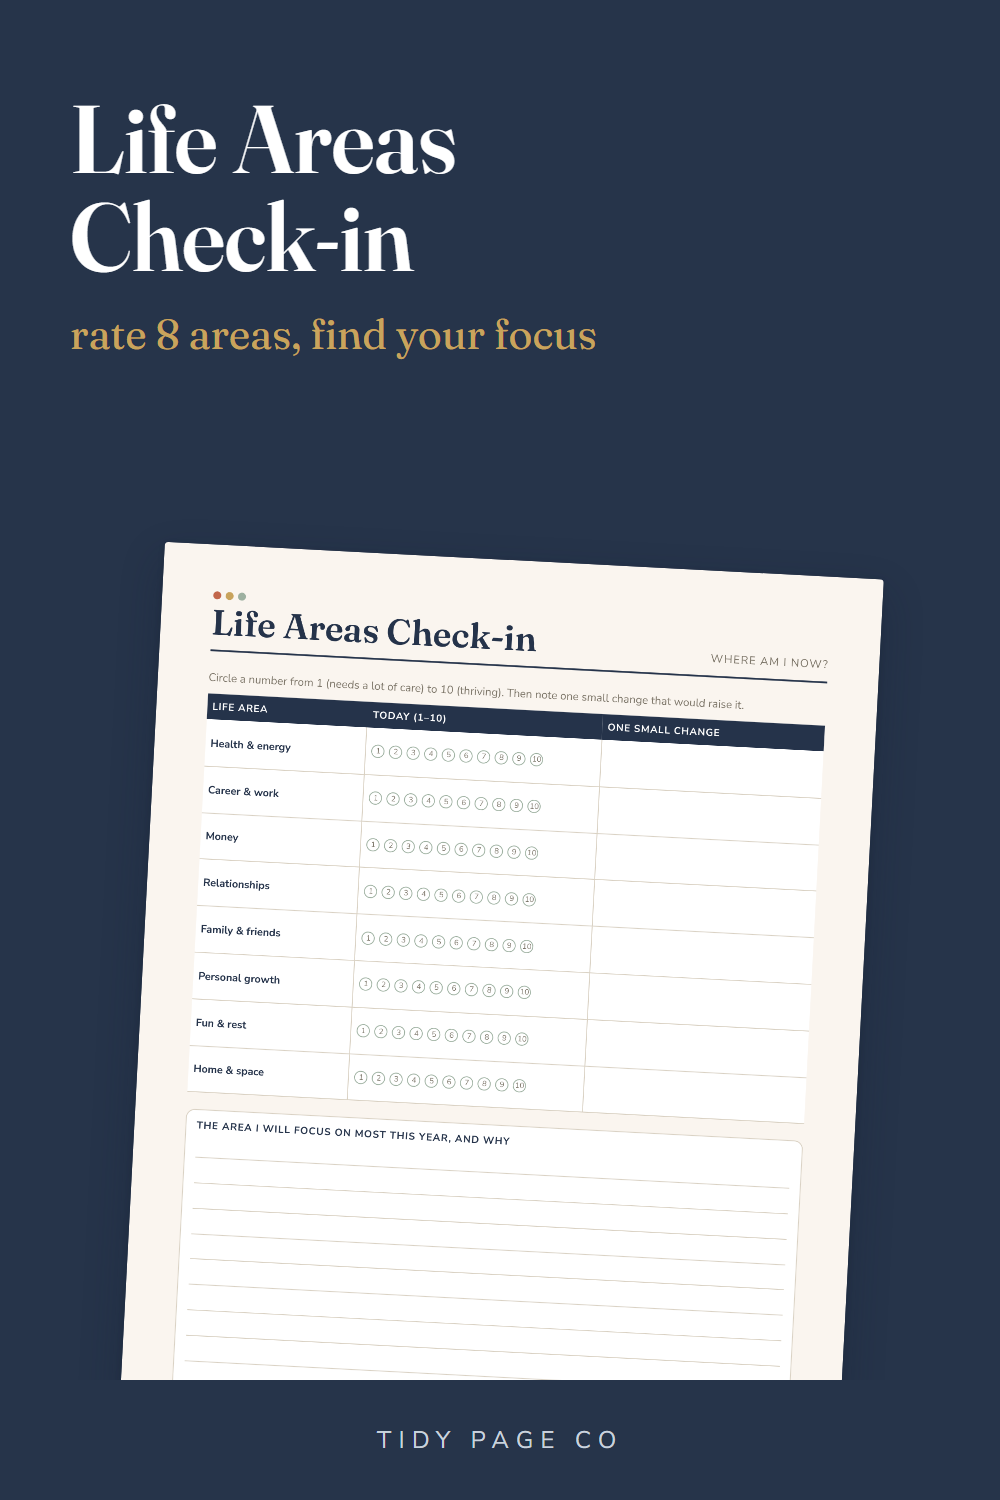 Life Areas
Check-in
rate 8 areas, find your focus
Life Areas Check-in
WHERE AM I NOW?
Circle a number from 1 (needs a lot of care) to 10 (thriving). Then note one small change that would raise it.
LIFE AREA TODAY (1–10) ONE SMALL CHANGE
Health & energy 1 2 3 4 5 6 7 8 9 10
Career & work 1 2 3 4 5 6 7 8 9 10
Money 1 2 3 4 5 6 7 8 9 10
Relationships 1 2 3 4 5 6 7 8 9 10
Family & friends 1 2 3 4 5 6 7 8 9 10
Personal growth 1 2 3 4 5 6 7 8 9 10
Fun & rest 1 2 3 4 5 6 7 8 9 10
Home & space 1 2 3 4 5 6 7 8 9 10
THE AREA I WILL FOCUS ON MOST THIS YEAR, AND WHY
TIDY PAGE CO